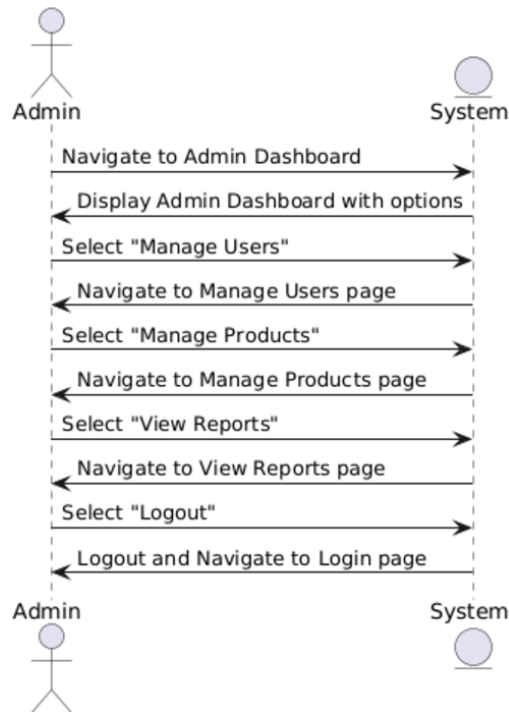 Admin
System
Navigate to Admin Dashboard
Display Admin Dashboard with options
Select "Manage Users"
Navigate to Manage Users page
Select "Manage Products"
Navigate to Manage Products page
Select "View Reports"
Navigate to View Reports page
Select "Logout"
Logout and Navigate to Login page
Admin
System